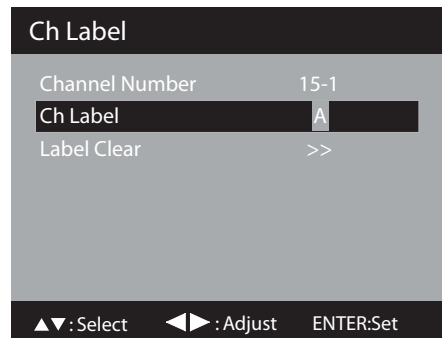 Ch Label
Channel Number 15-1
Ch Label A
Label Clear >>
▲▼: Select ◀▶: Adjust ENTER:Set